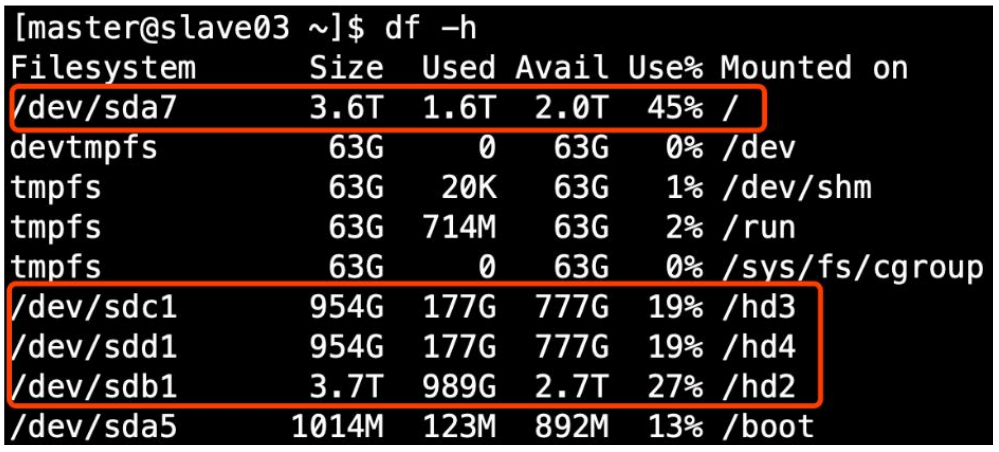 [master@slave03 ~]$ df -h
Filesystem      Size  Used Avail Use% Mounted on
/dev/sda7       3.6T  1.6T  2.0T  45% /
devtmpfs         63G     0   63G   0% /dev
tmpfs            63G   20K   63G   1% /dev/shm
tmpfs            63G  714M   63G   2% /run
tmpfs            63G     0   63G   0% /sys/fs/cgroup
/dev/sdc1       954G  177G  777G  19% /hd3
/dev/sdd1       954G  177G  777G  19% /hd4
/dev/sdb1       3.7T  989G  2.7T  27% /hd2
/dev/sda5      1014M  123M  892M  13% /boot